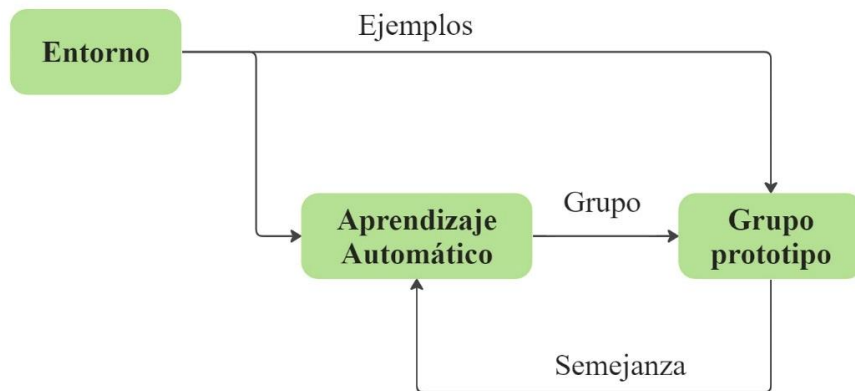 Ejemplos
Entorno
Aprendizaje
Automático
Grupo
Grupo
prototipo
Semejanza